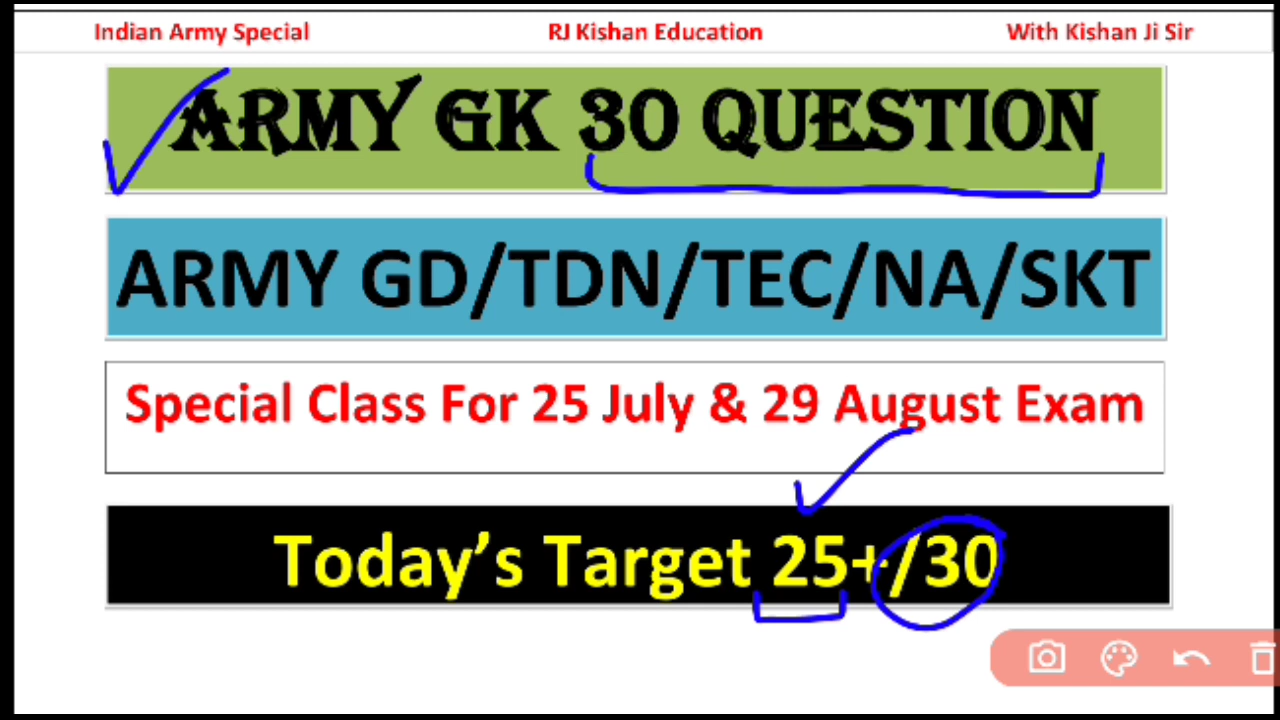 Indian Army Special RJ Kishan Education With Kishan Ji Sir
ARMY GK 30 QUESTION
ARMY GD/TDN/TEC/NA/SKT
Special Class For 25 July & 29 August Exam
Today’s Target 25+/30